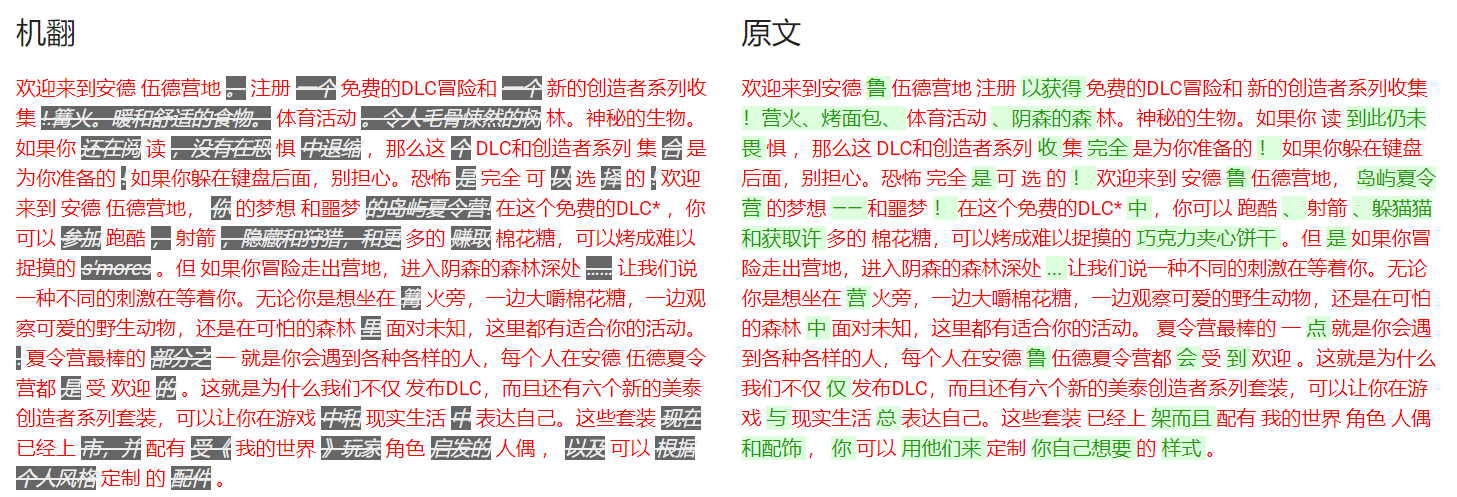 机翻
欢迎来到安德 伍德营地 。 注册 一个 免费的DLC冒险和 一个 新的创造者系列收
集 !.篝火。暖和舒适的食物。 体育活动 。令人毛骨悚然的树 林。神秘的生物。
如果你 还在阅 读 ，没有在恐 惧 中退缩 ，那么这 个 DLC和创造者系列 集 合 是
为你准备的 ! 如果你躲在键盘后面，别担心。恐怖 是 完全 可 以 选 择 的 ! 欢迎
来到 安德 伍德营地， 你 的梦想 和噩梦 的岛屿夏令营! 在这个免费的DLC* ，你
可以 参加 跑酷 ， 射箭 ，隐藏和狩猎，和更 多的 赚取 棉花糖，可以烤成难以
捉摸的 s'mores 。但 如果你冒险走出营地，进入阴森的森林深处 …… 让我们说
一种不同的刺激在等着你。无论你是想坐在 篝 火旁，一边大嚼棉花糖，一边观
察可爱的野生动物，还是在可怕的森林 里 面对未知，这里都有适合你的活动。
! 夏令营最棒的 部分之 一 就是你会遇到各种各样的人，每个人在安德 伍德夏令
营都 是 受 欢迎 的 。这就是为什么我们不仅 发布DLC，而且还有六个新的美泰
创造者系列套装，可以让你在游戏 中和 现实生活 中 表达自己。这些套装 现在
已经上 市，并 配有 受《 我的世界 》玩家 角色 启发的 人偶 ， 以及 可以 根据
个人风格 定制 的 配件 。
原文
欢迎来到安德 鲁 伍德营地 注册 以获得 免费的DLC冒险和 新的创造者系列收集
！营火、烤面包、 体育活动 、阴森的森 林。神秘的生物。如果你 读 到此仍未
畏 惧 ，那么这 DLC和创造者系列 收 集 完全 是为你准备的 ！ 如果你躲在键盘
后面，别担心。恐怖 完全 是 可 选 的 ！ 欢迎来到 安德 鲁 伍德营地， 岛屿夏令
营 的梦想 —— 和噩梦 ！ 在这个免费的DLC* 中 ，你可以 跑酷 、 射箭 、躲猫猫
和获取许 多的 棉花糖，可以烤成难以捉摸的 巧克力夹心饼干 。但 是 如果你冒
险走出营地，进入阴森的森林深处 … 让我们说一种不同的刺激在等着你。无论
你是想坐在 营 火旁，一边大嚼棉花糖，一边观察可爱的野生动物，还是在可怕
的森林 中 面对未知，这里都有适合你的活动。 夏令营最棒的 一 点 就是你会遇
到各种各样的人，每个人在安德 鲁 伍德夏令营都 会 受 到 欢迎 。这就是为什么
我们不仅 仅 发布DLC，而且还有六个新的美泰创造者系列套装，可以让你在游
戏 与 现实生活 总 表达自己。这些套装 已经上 架而且 配有 我的世界 角色 人偶
和配饰 ， 你 可以 用他们来 定制 你自己想要 的 样式 。